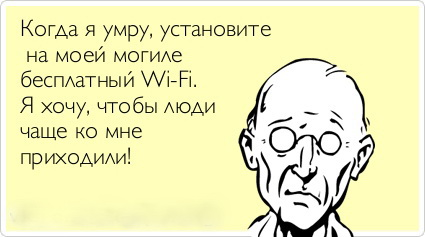 Когда я умру, установите
на моей могиле
бесплатный Wi-Fi.
Я хочу, чтобы люди
чаще ко мне
приходили!